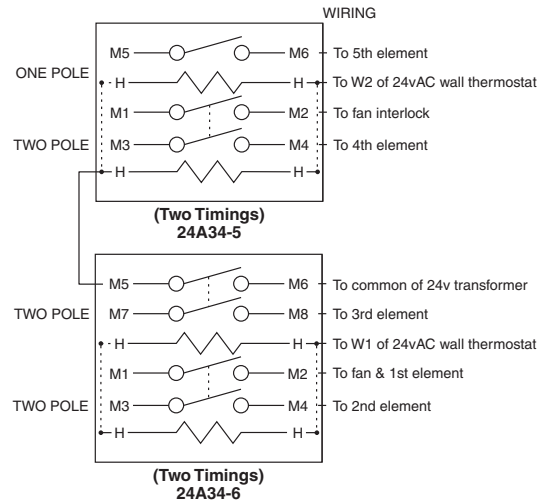 WIRING
M5 M6 To 5th element
ONE POLE H H To W2 of 24vAC wall thermostat
M1 M2 To fan interlock
TWO POLE M3 M4 To 4th element
H H
(Two Timings)
24A34-5
M5 M6 To common of 24v transformer
TWO POLE M7 M8 To 3rd element
H H To W1 of 24vAC wall thermostat
M1 M2 To fan & 1st element
TWO POLE M3 M4 To 2nd element
H H
(Two Timings)
24A34-6